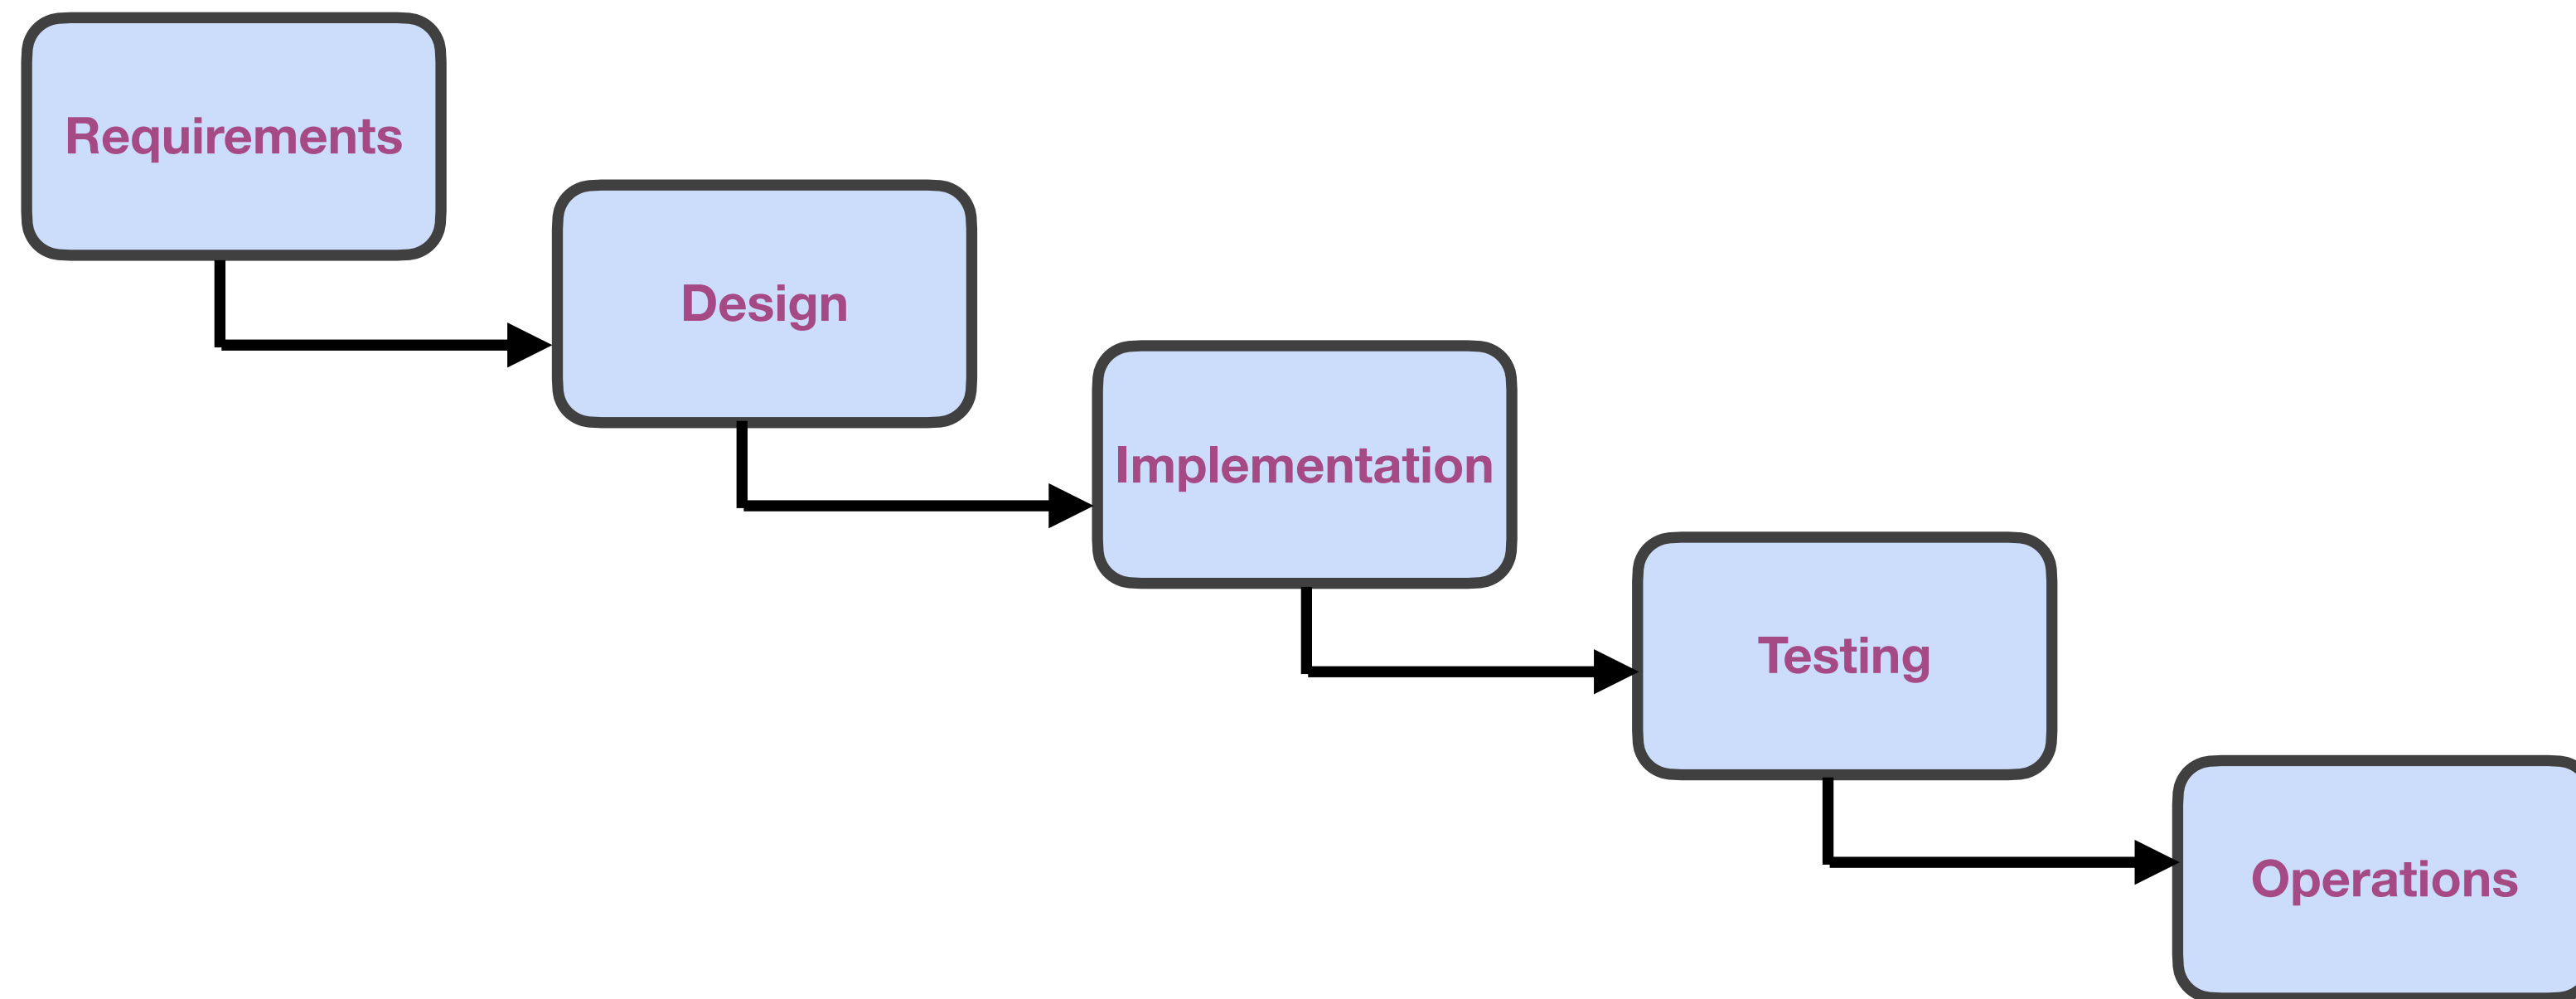 Requirements
Design
Implementation
Testing
Operations